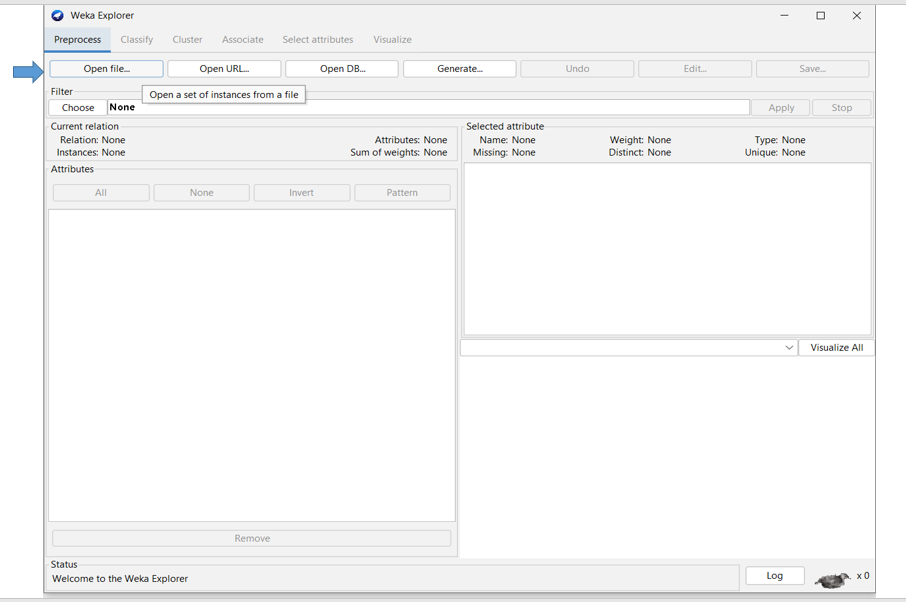 Weka Explorer
Preprocess Classify Cluster Associate Select attributes Visualize
Open file... Open URL... Open DB... Generate... Undo Edit... Save...
Open a set of instances from a file
Filter
Choose None Apply Stop
Current relation
Relation: None Attributes: None
Instances: None Sum of weights: None
Selected attribute
Name: None Weight: None Type: None
Missing: None Distinct: None Unique: None
Attributes
All None Invert Pattern
Visualize All
Remove
Status
Welcome to the Weka Explorer
Log x 0